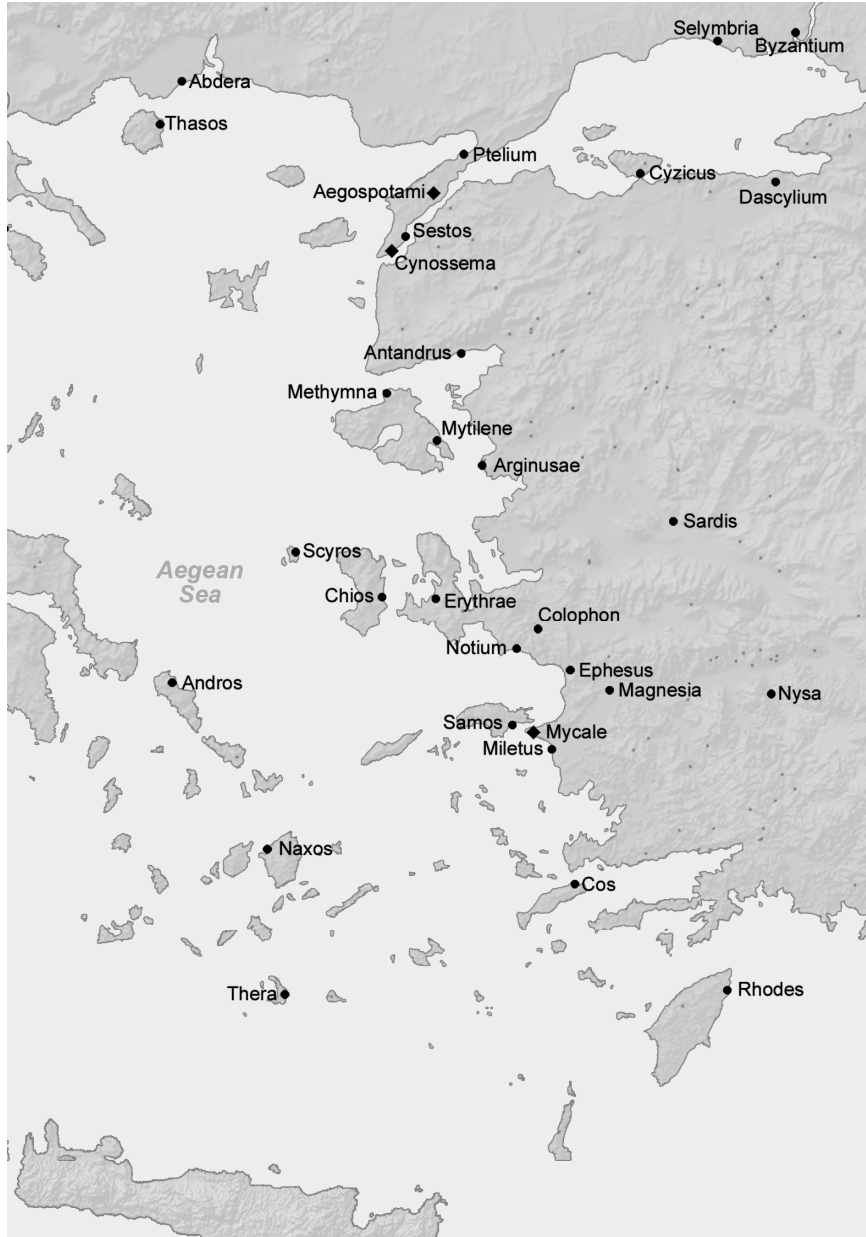 Selymbria
Byzantium
Abdera
Thasos
Ptelium
Cyzicus
Aegospotami
Dascylium
Sestos
Cynossema
Antandrus
Methymna
Mytilene
Arginusae
Sardis
Scyros
Aegean
Sea
Chios
Erythrae
Colophon
Notium
Ephesus
Andros
Magnesia
Nysa
Samos
Mycale
Miletus
Naxos
Cos
Thera
Rhodes